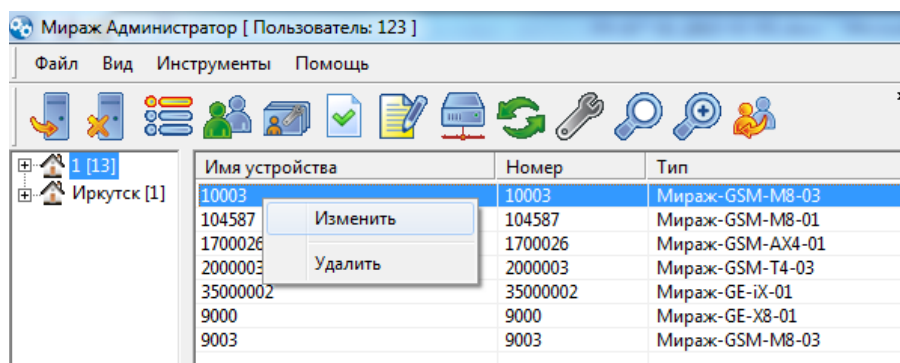 Мираж Администратор [ Пользователь: 123 ]
Файл Вид Инструменты Помощь
1 [13]
Иркутск [1]
Имя устройства Номер Тип
10003 10003 Мираж-GSM-M8-03
104587 104587 Мираж-GSM-M8-01
1700026 1700026 Мираж-GSM-AX4-01
2000003 2000003 Мираж-GSM-T4-03
35000002 35000002 Мираж-GE-iX-01
9000 9000 Мираж-GE-X8-01
9003 9003 Мираж-GSM-M8-03
Изменить
Удалить